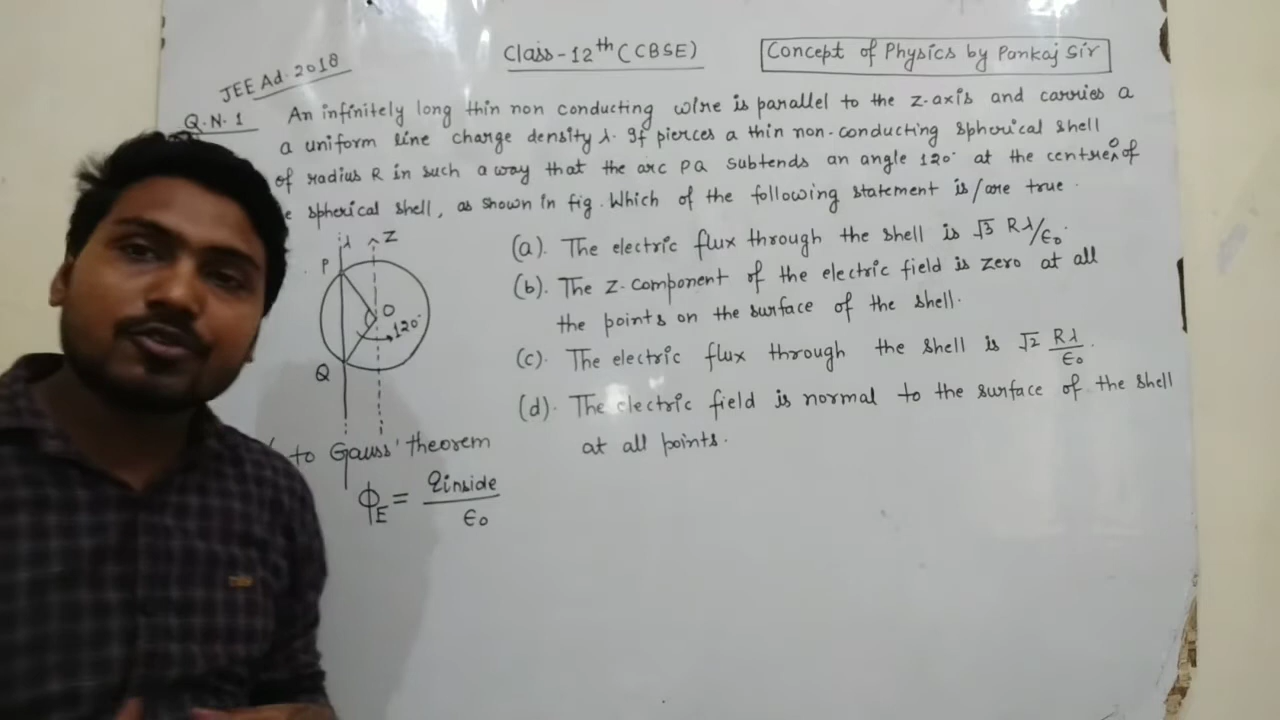 JEE Ad. 2018
Class-12th (CBSE)
Concept of Physics by Pankaj Sir
Q.N.1 An infinitely long thin non conducting wire is parallel to the z-axis and carries a
a uniform line charge density λ. If pierces a thin non-conducting spherical shell
of radius R in such a way that the arc PQ subtends an angle 120° at the centre O of
spherical shell, as shown in fig. Which of the following statement is/are true.
(a). The electric flux through the shell is √3 Rλ/ε0.
(b). The z-component of the electric field is zero at all
the points on the surface of the shell.
(c). The electric flux through the shell is √2 Rλ/ε0.
(d). The electric field is normal to the surface of the shell
at all points.
λ
Z
P
O
120°
Q
to Gauss' theorem
ϕE = qinside/ε0